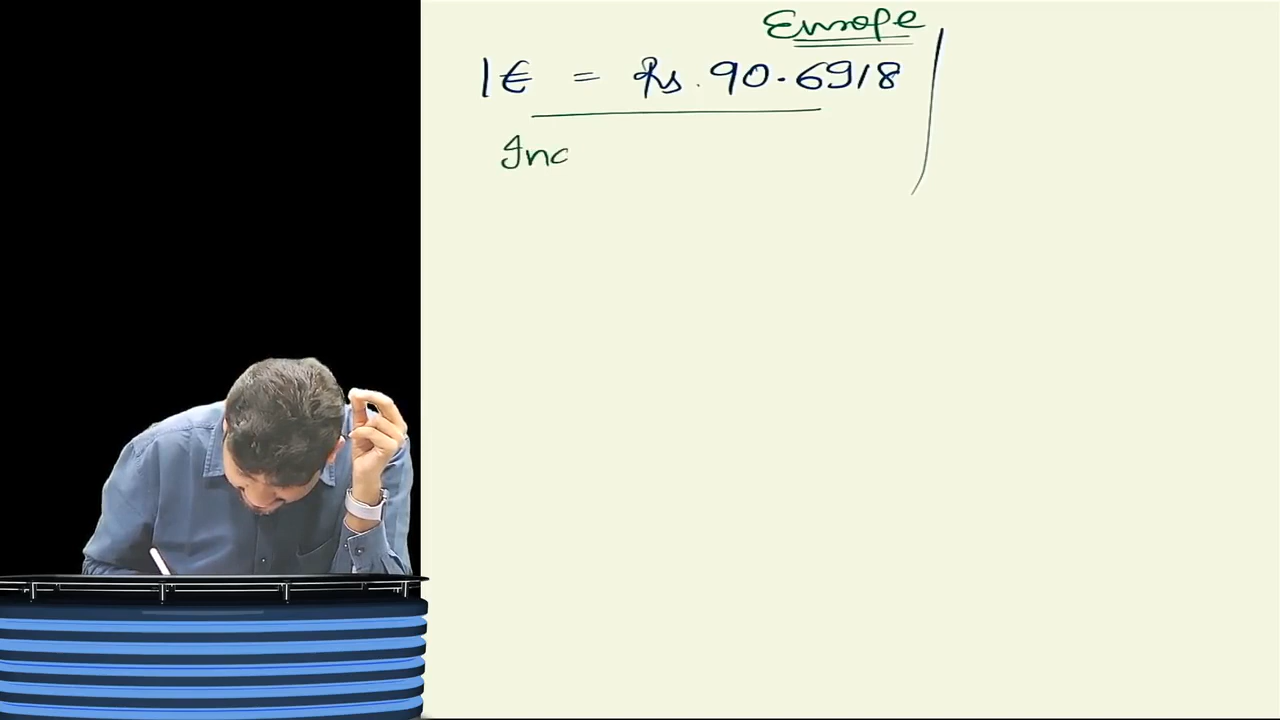 Europe
1€ = Rs. 90.6918
Inc